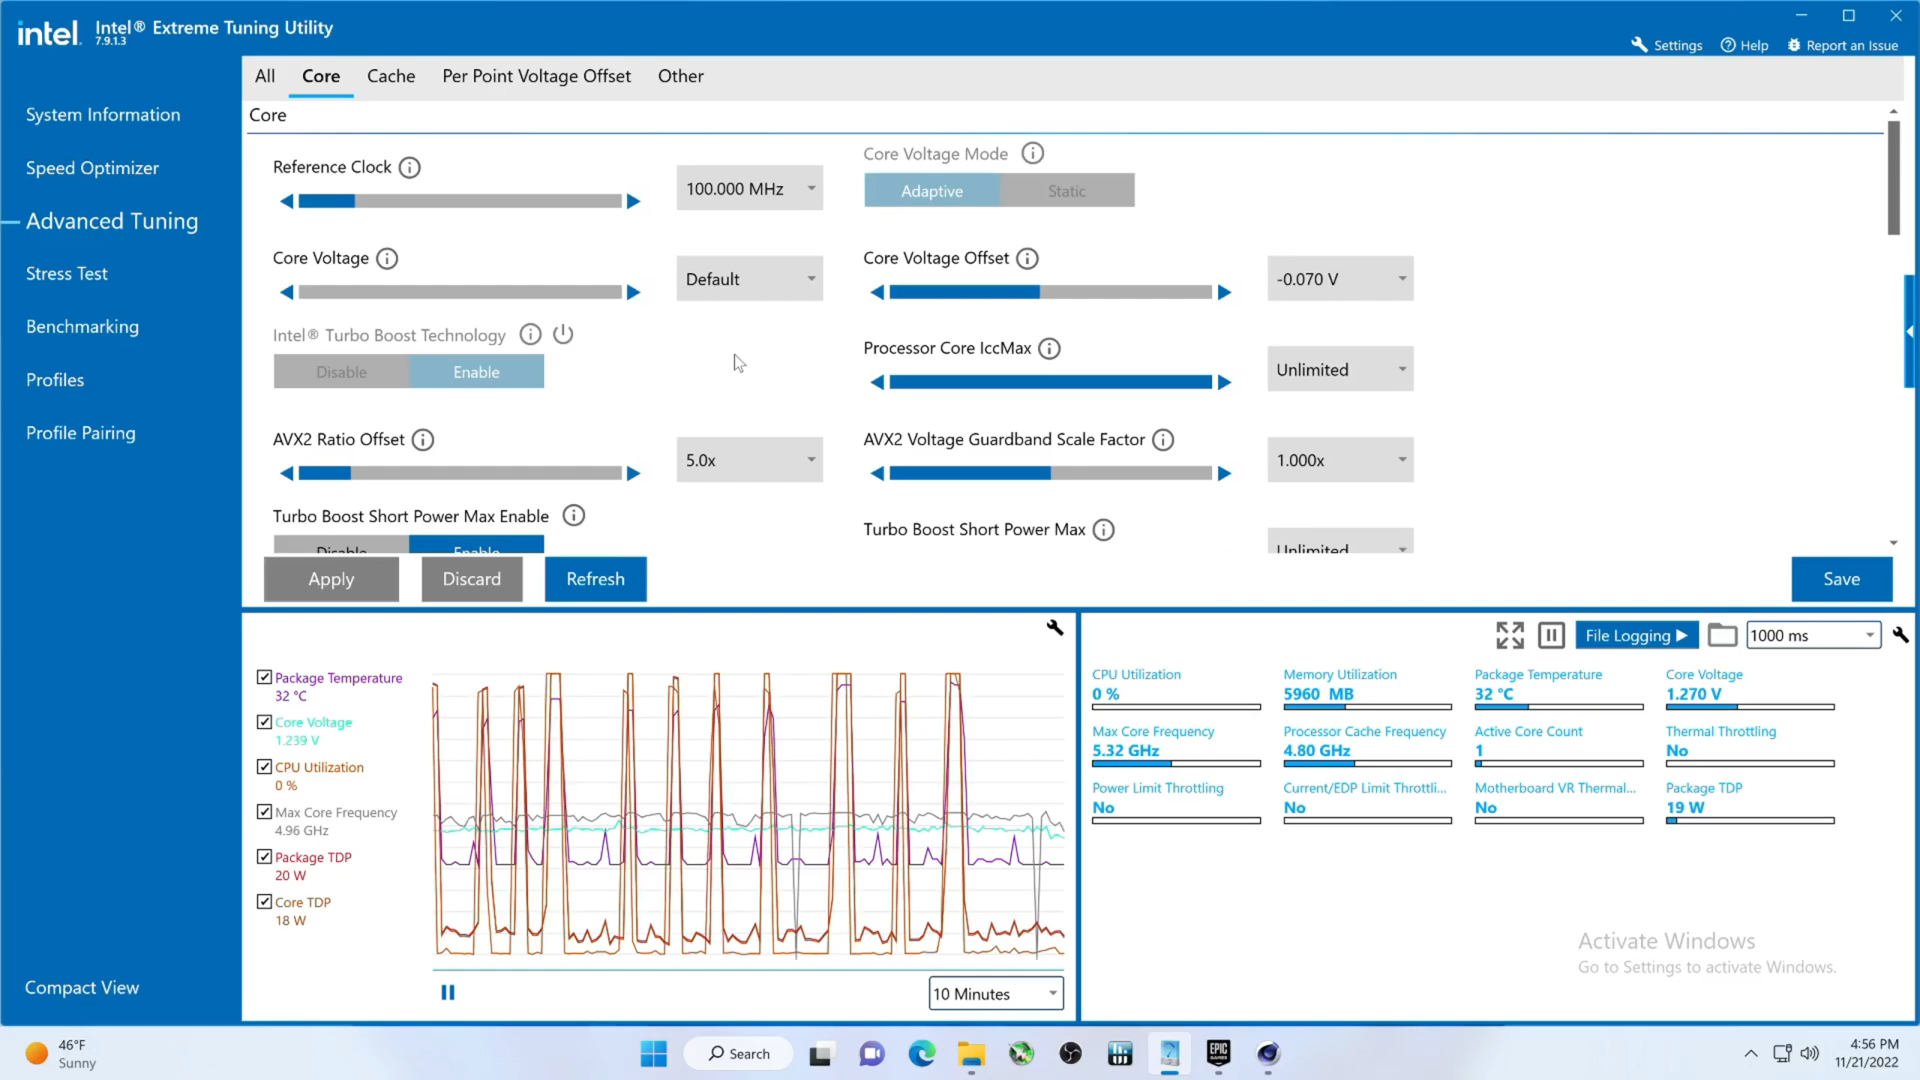 intel.
Intel® Extreme Tuning Utility
7.9.1.3
Settings
Help
Report an Issue
System Information
Speed Optimizer
Advanced Tuning
Stress Test
Benchmarking
Profiles
Profile Pairing
Compact View
All
Core
Cache
Per Point Voltage Offset
Other
Core
Reference Clock
100.000 MHz
Core Voltage Mode
Adaptive
Static
Core Voltage
Default
Core Voltage Offset
-0.070 V
Intel® Turbo Boost Technology
Disable
Enable
Processor Core IccMax
Unlimited
AVX2 Ratio Offset
5.0x
AVX2 Voltage Guardband Scale Factor
1.000x
Turbo Boost Short Power Max Enable
Disable
Enable
Turbo Boost Short Power Max
Unlimited
Apply
Discard
Refresh
Save
Package Temperature
32 °C
Core Voltage
1.239 V
CPU Utilization
0 %
Max Core Frequency
4.96 GHz
Package TDP
20 W
Core TDP
18 W
10 Minutes
File Logging
1000 ms
CPU Utilization
0 %
Memory Utilization
5960 MB
Package Temperature
32 °C
Core Voltage
1.270 V
Max Core Frequency
5.32 GHz
Processor Cache Frequency
4.80 GHz
Active Core Count
1
Thermal Throttling
No
Power Limit Throttling
No
Current/EDP Limit Throttli...
No
Motherboard VR Thermal...
No
Package TDP
19 W
Activate Windows
Go to Settings to activate Windows.
46°F
Sunny
Search
EPIC
GAMES
4:56 PM
11/21/2022